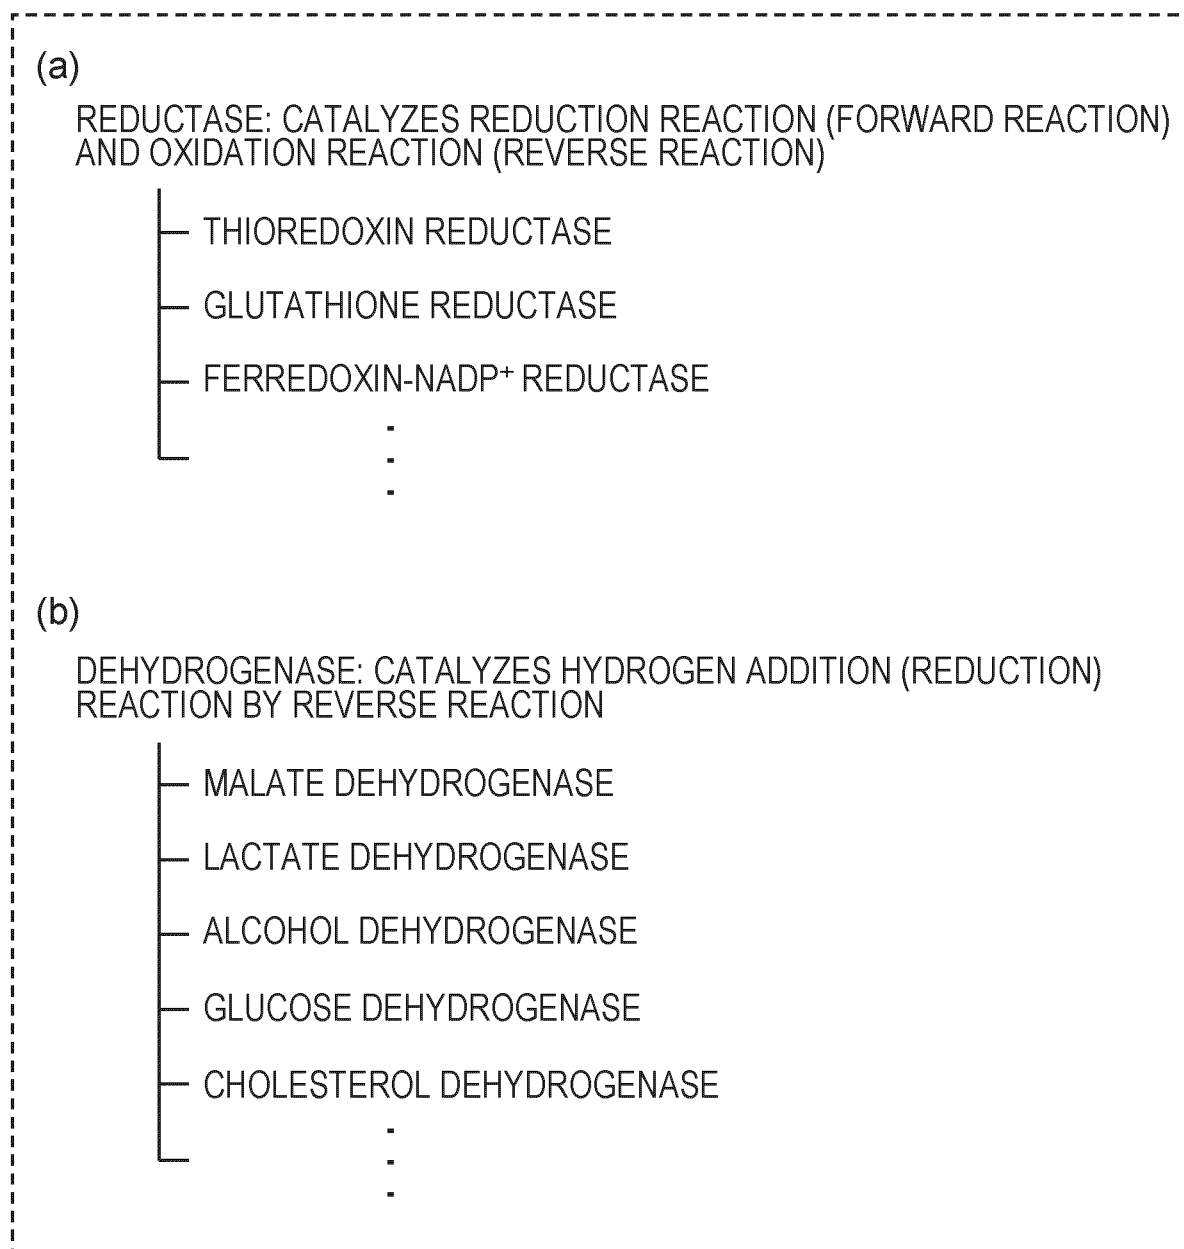 (a)
REDUCTASE: CATALYZES REDUCTION REACTION (FORWARD REACTION)
AND OXIDATION REACTION (REVERSE REACTION)
THIOREDOXIN REDUCTASE
GLUTATHIONE REDUCTASE
FERREDOXIN-NADP⁺ REDUCTASE
(b)
DEHYDROGENASE: CATALYZES HYDROGEN ADDITION (REDUCTION)
REACTION BY REVERSE REACTION
MALATE DEHYDROGENASE
LACTATE DEHYDROGENASE
ALCOHOL DEHYDROGENASE
GLUCOSE DEHYDROGENASE
CHOLESTEROL DEHYDROGENASE